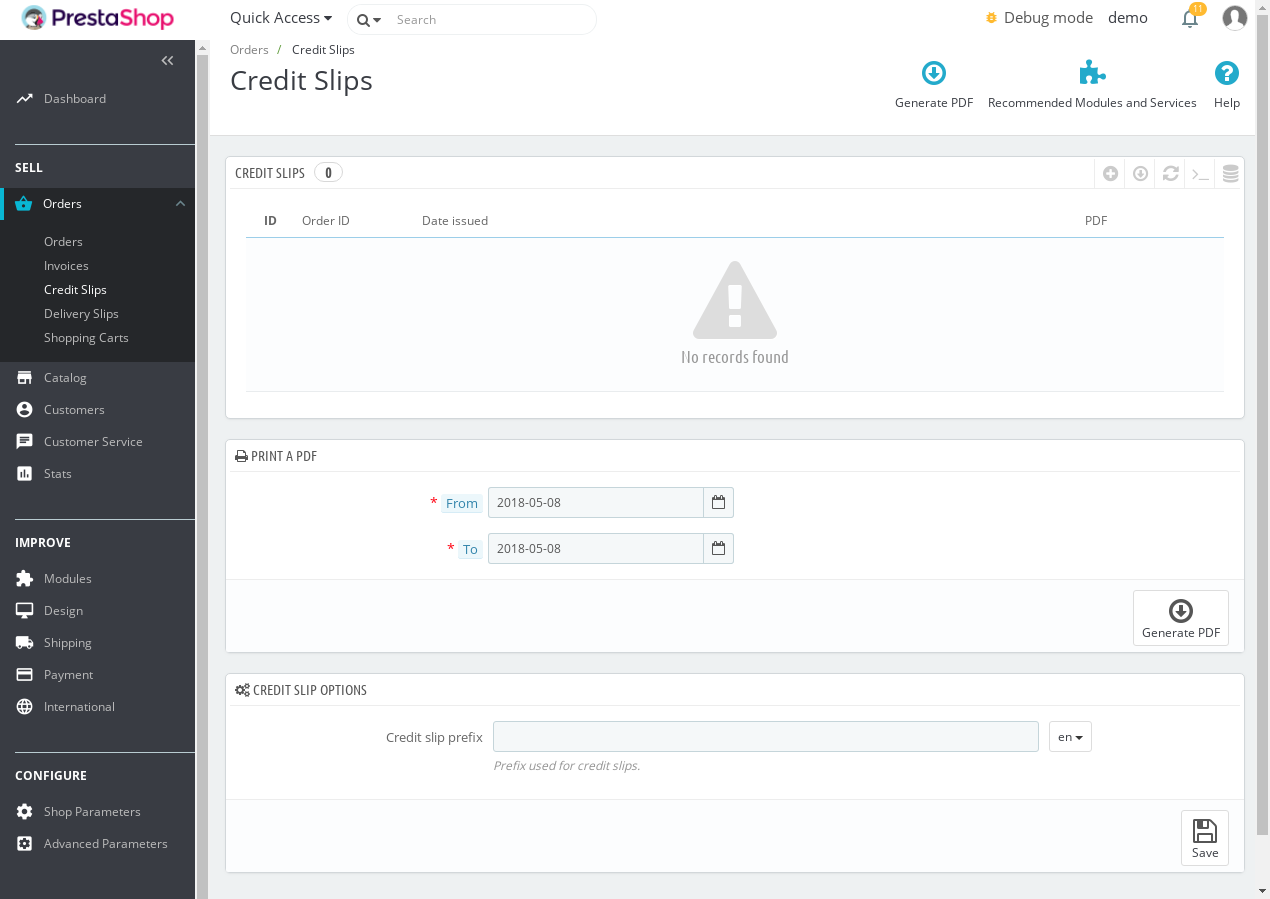 PrestaShop
Quick Access
Search
Debug mode
demo
11
Orders / Credit Slips
Credit Slips
Generate PDF
Recommended Modules and Services
Help
Dashboard
SELL
Orders
Orders
Invoices
Credit Slips
Delivery Slips
Shopping Carts
Catalog
Customers
Customer Service
Stats
IMPROVE
Modules
Design
Shipping
Payment
International
CONFIGURE
Shop Parameters
Advanced Parameters
CREDIT SLIPS 0
ID Order ID Date issued PDF
No records found
PRINT A PDF
* From 2018-05-08
* To 2018-05-08
Generate PDF
CREDIT SLIP OPTIONS
Credit slip prefix en
Prefix used for credit slips.
Save